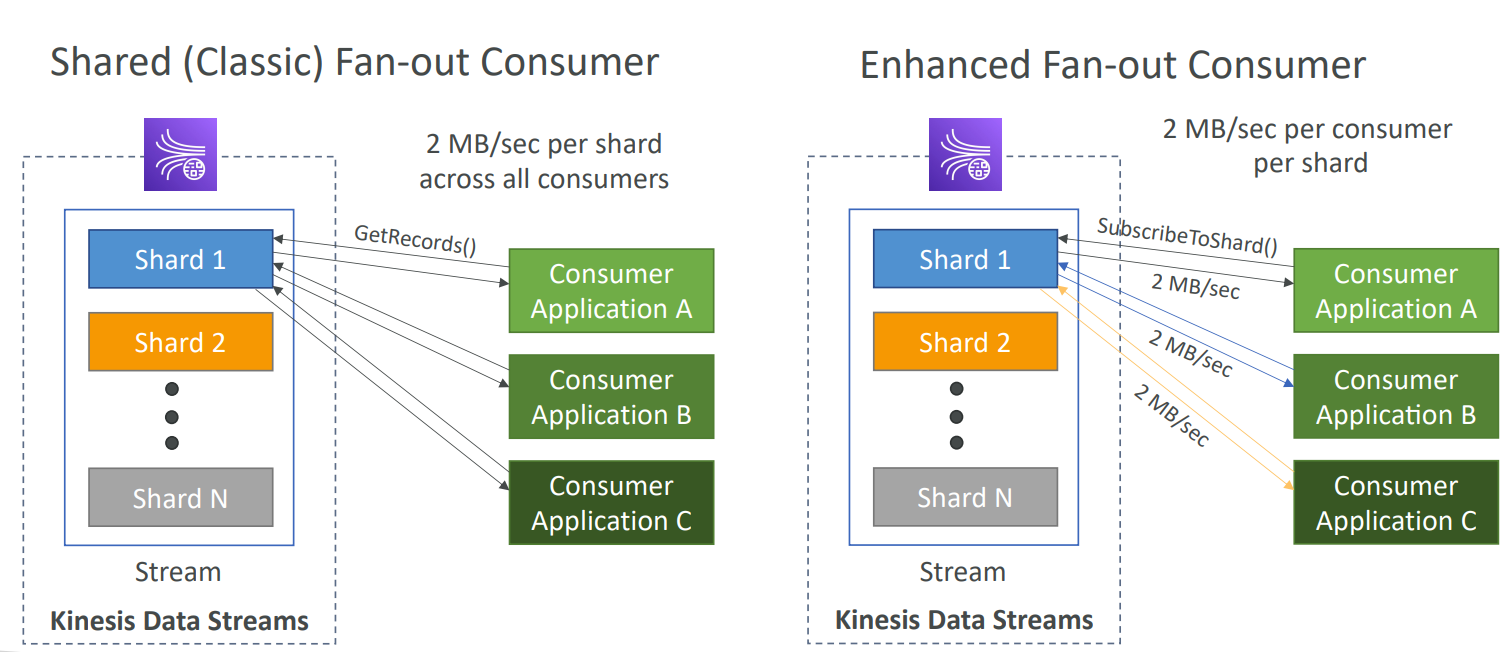 Shared (Classic) Fan-out Consumer
2 MB/sec per shard
across all consumers
GetRecords()
Shard 1
Shard 2
Shard N
Consumer
Application A
Consumer
Application B
Consumer
Application C
Stream
Kinesis Data Streams
Enhanced Fan-out Consumer
2 MB/sec per consumer
per shard
SubscribeToShard()
2 MB/sec
2 MB/sec
2 MB/sec
Shard 1
Shard 2
Shard N
Consumer
Application A
Consumer
Application B
Consumer
Application C
Stream
Kinesis Data Streams